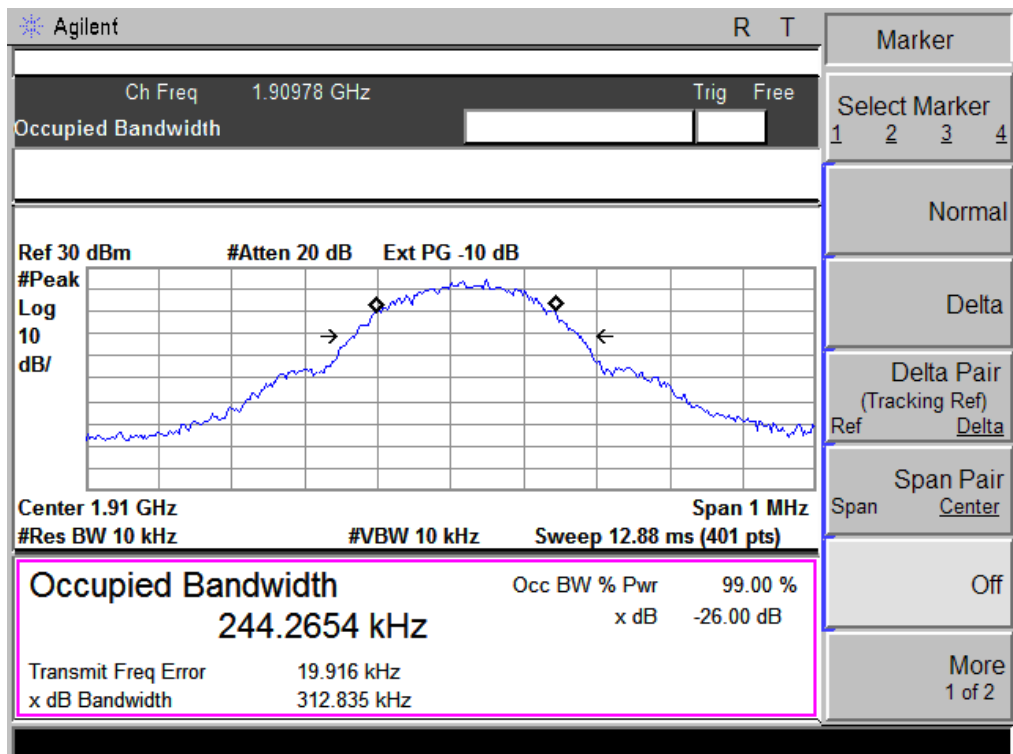 Agilent R T
Ch Freq 1.90978 GHz Trig Free
Occupied Bandwidth
Ref 30 dBm #Atten 20 dB Ext PG -10 dB
#Peak
Log
10
dB/
Center 1.91 GHz Span 1 MHz
#Res BW 10 kHz #VBW 10 kHz Sweep 12.88 ms (401 pts)
Occupied Bandwidth Occ BW % Pwr 99.00 %
244.2654 kHz x dB -26.00 dB
Transmit Freq Error 19.916 kHz
x dB Bandwidth 312.835 kHz
Marker
Select Marker
1 2 3 4
Normal
Delta
Delta Pair
(Tracking Ref)
Ref Delta
Span Pair
Span Center
Off
More
1 of 2